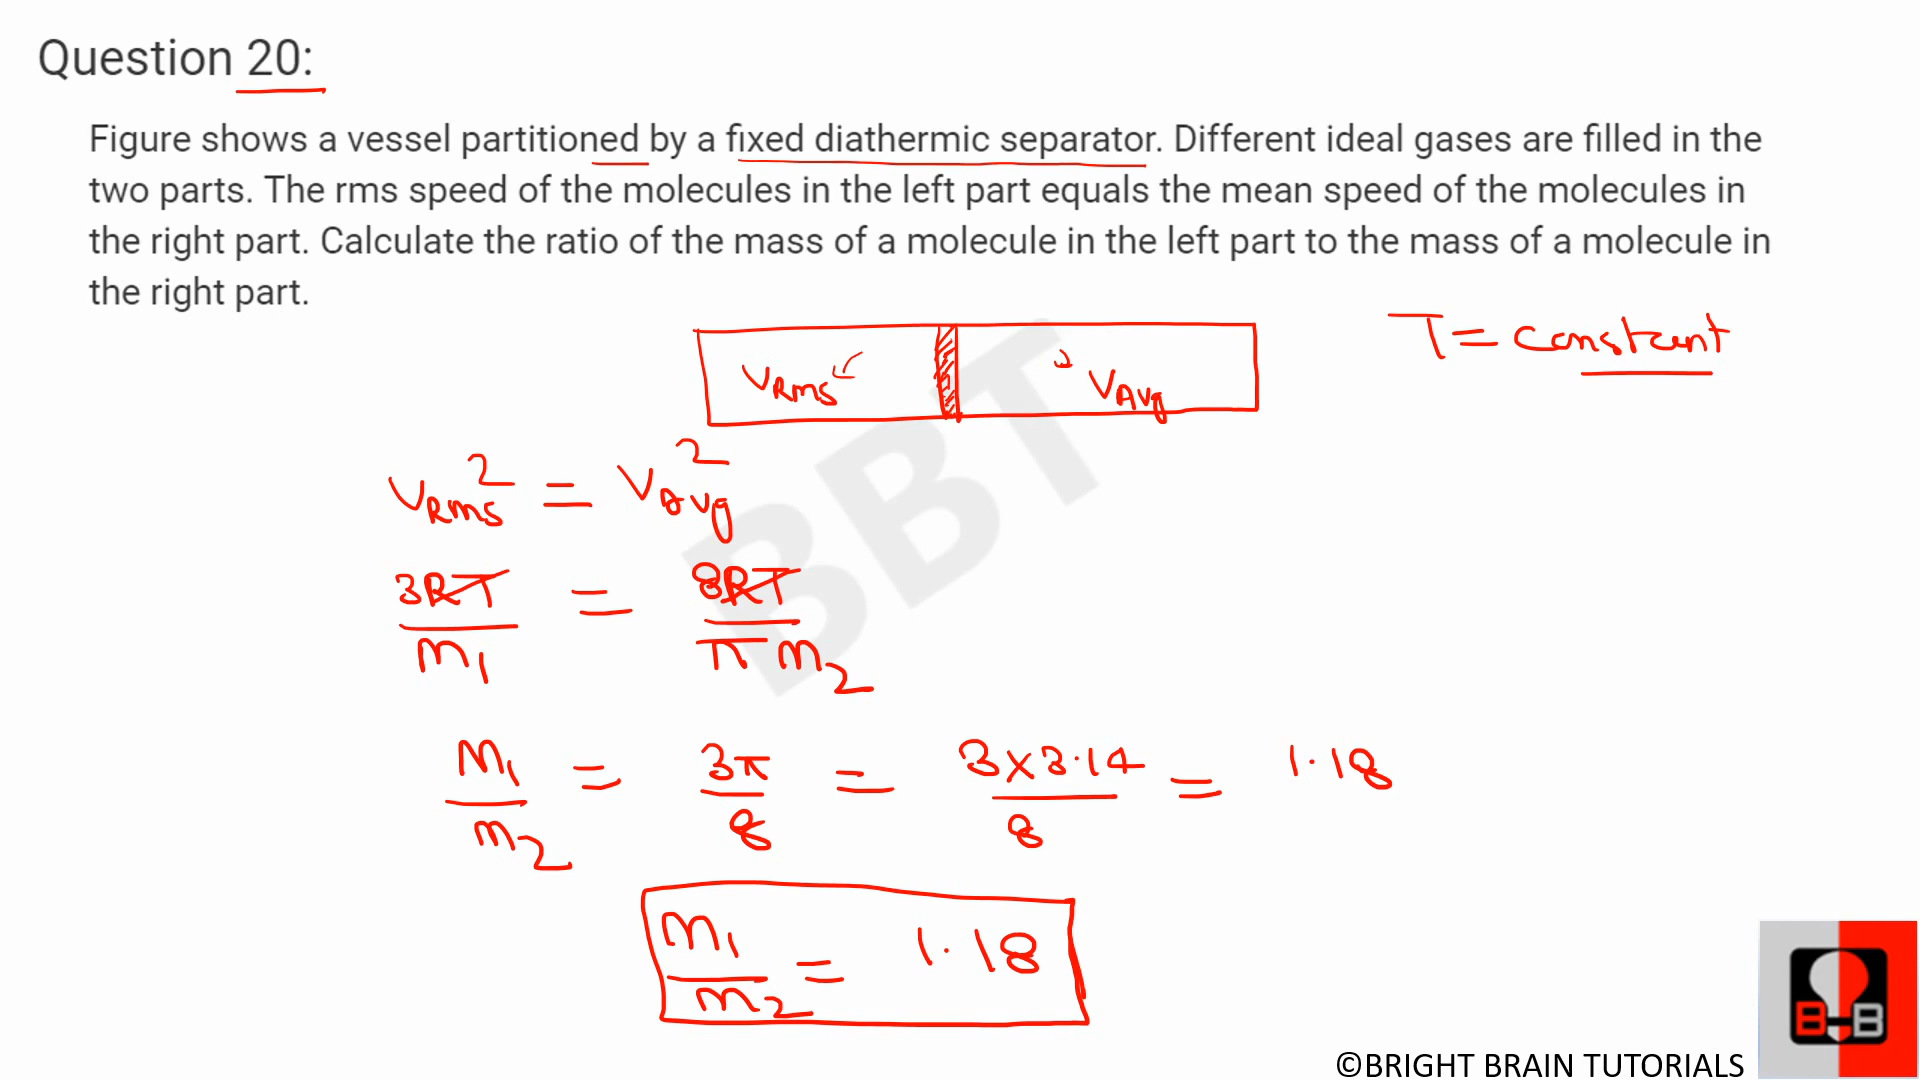 Question 20:
Figure shows a vessel partitioned by a fixed diathermic separator. Different ideal gases are filled in the
two parts. The rms speed of the molecules in the left part equals the mean speed of the molecules in
the right part. Calculate the ratio of the mass of a molecule in the left part to the mass of a molecule in
the right part.
T = constant
VRms VAvg
VRms² = VAvg²
3RT/m₁ = 8RT/πm₂
M₁/m₂ = 3π/8 = 3×3.14/8 = 1.18
m₁/m₂ = 1.18
BBT
B-B
©BRIGHT BRAIN TUTORIALS